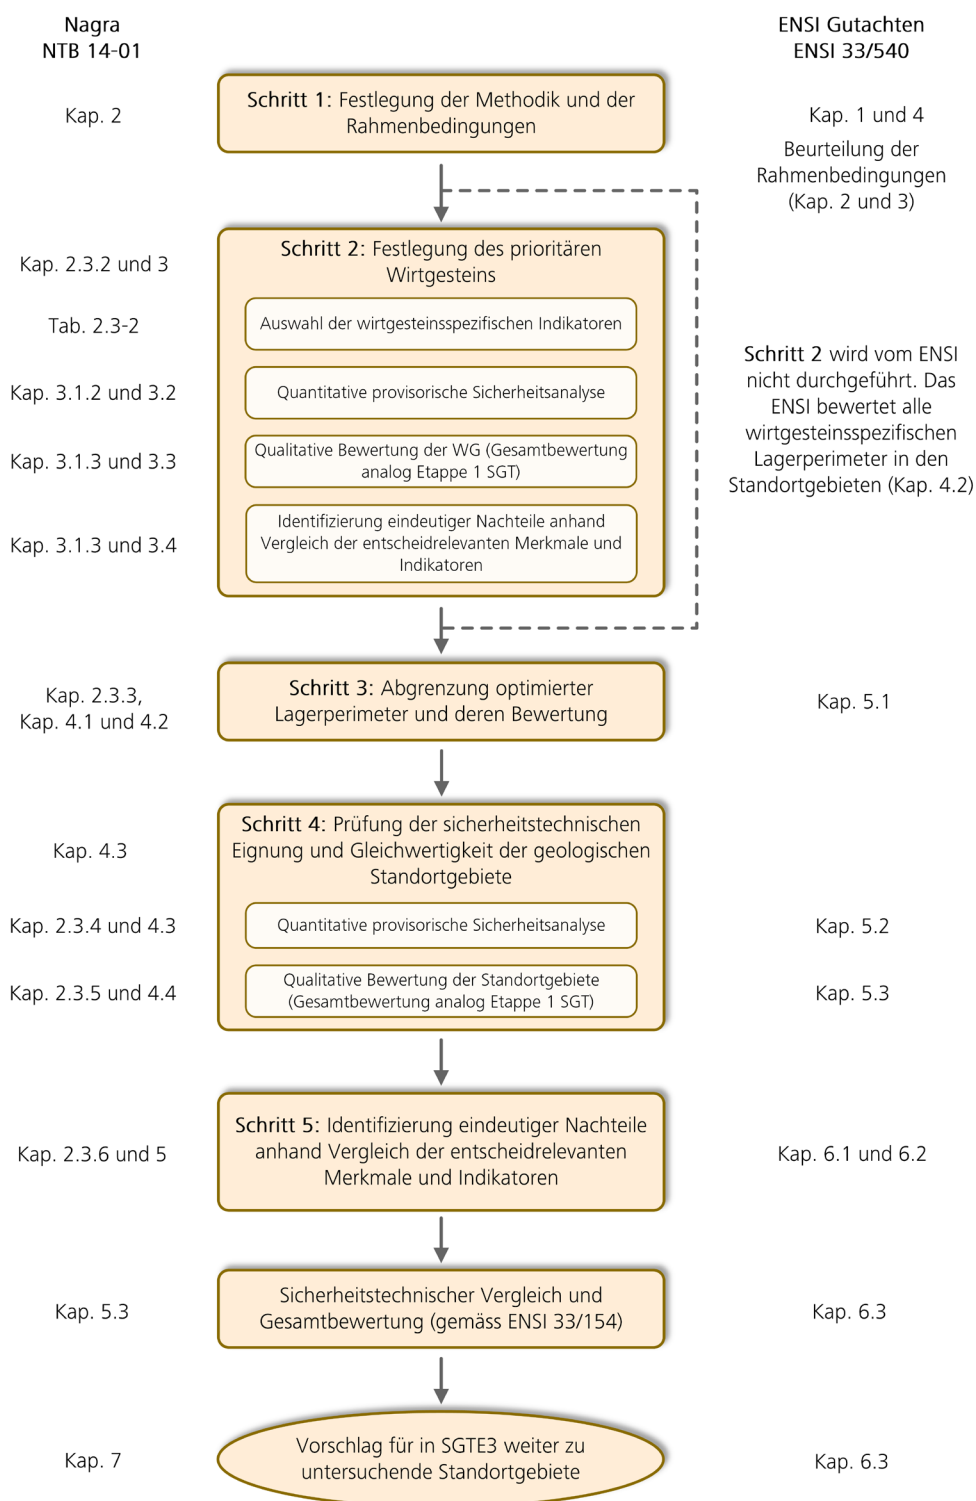 Nagra
NTB 14-01
ENSI Gutachten
ENSI 33/540
Kap. 2
Schritt 1: Festlegung der Methodik und der
Rahmenbedingungen
Kap. 1 und 4
Beurteilung der
Rahmenbedingungen
(Kap. 2 und 3)
Kap. 2.3.2 und 3
Schritt 2: Festlegung des prioritären
Wirtgesteins
Tab. 2.3-2
Auswahl der wirtgesteinsspezifischen Indikatoren
Kap. 3.1.2 und 3.2
Quantitative provisorische Sicherheitsanalyse
Kap. 3.1.3 und 3.3
Qualitative Bewertung der WG (Gesamtbewertung
analog Etappe 1 SGT)
Kap. 3.1.3 und 3.4
Identifizierung eindeutiger Nachteile anhand
Vergleich der entscheidrelevanten Merkmale und
Indikatoren
Schritt 2 wird vom ENSI
nicht durchgeführt. Das
ENSI bewertet alle
wirtgesteinsspezifischen
Lagerperimeter in den
Standortgebieten (Kap. 4.2)
Kap. 2.3.3,
Kap. 4.1 und 4.2
Schritt 3: Abgrenzung optimierter
Lagerperimeter und deren Bewertung
Kap. 5.1
Kap. 4.3
Schritt 4: Prüfung der sicherheitstechnischen
Eignung und Gleichwertigkeit der geologischen
Standortgebiete
Kap. 2.3.4 und 4.3
Quantitative provisorische Sicherheitsanalyse
Kap. 5.2
Kap. 2.3.5 und 4.4
Qualitative Bewertung der Standortgebiete
(Gesamtbewertung analog Etappe 1 SGT)
Kap. 5.3
Kap. 2.3.6 und 5
Schritt 5: Identifizierung eindeutiger Nachteile
anhand Vergleich der entscheidrelevanten
Merkmale und Indikatoren
Kap. 6.1 und 6.2
Kap. 5.3
Sicherheitstechnischer Vergleich und
Gesamtbewertung (gemäss ENSI 33/154)
Kap. 6.3
Kap. 7
Vorschlag für in SGTE3 weiter zu
untersuchende Standortgebiete
Kap. 6.3